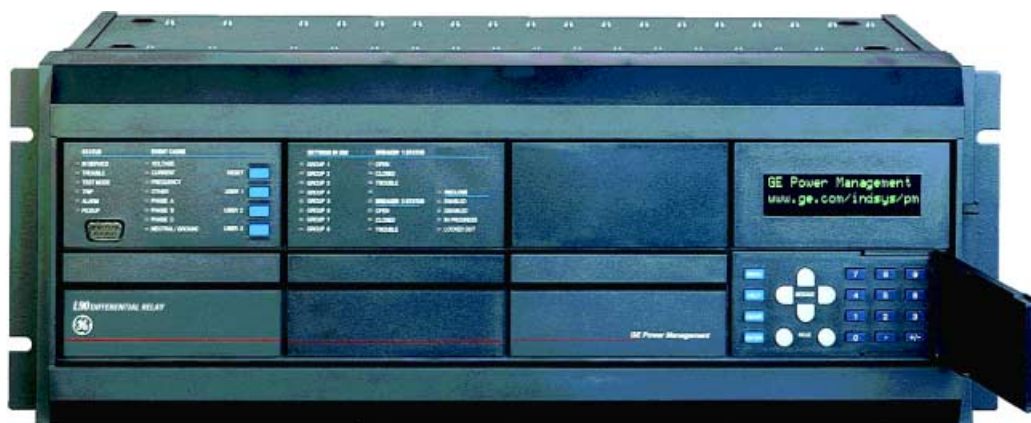 STATUS
EVENT CAUSE
IN SERVICE
TROUBLE
TEST MODE
TRIP
ALARM
PICKUP
VOLTAGE
CURRENT
FREQUENCY
OTHER
PHASE A
PHASE B
PHASE C
NEUTRAL/GROUND
RESET
USER 1
USER 2
USER 3
SETTINGS IN USE
BREAKER 1 STATUS
GROUP 1
GROUP 2
GROUP 3
GROUP 4
GROUP 5
GROUP 6
GROUP 7
GROUP 8
OPEN
CLOSED
TROUBLE
BREAKER 2 STATUS
OPEN
CLOSED
TROUBLE
RECLOSE
ENABLED
DISABLED
IN PROGRESS
LOCKED OUT
GE Power Management
www.ge.com/indsys/pm
MENU
HELP
ESCAPE
ENTER
MESSAGE
VALUE
7 8 9
4 5 6
1 2 3
0 . +/-
L90 DIFFERENTIAL RELAY
GE
GE Power Management